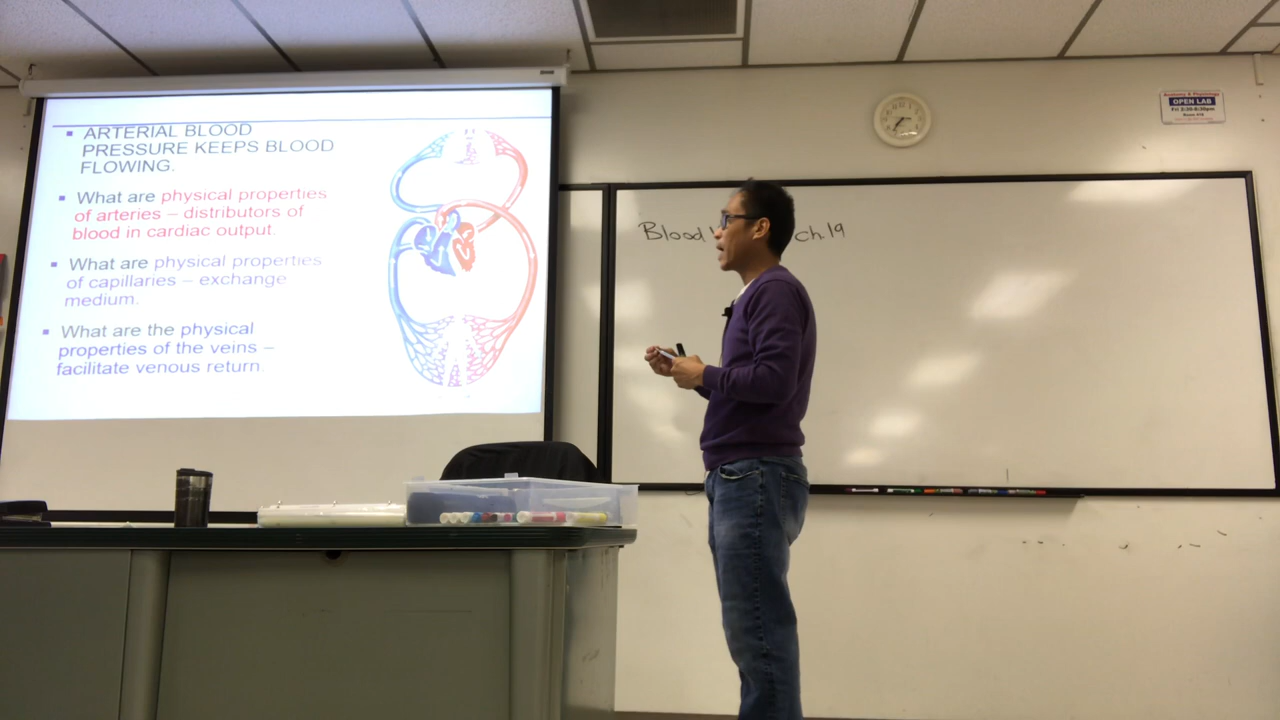 ▪ ARTERIAL BLOOD
PRESSURE KEEPS BLOOD
FLOWING.
▪ What are physical properties
of arteries – distributors of
blood in cardiac output.
▪ What are physical properties
of capillaries – exchange
medium.
▪ What are the physical
properties of the veins –
facilitate venous return.
Blood
ch.19
Anatomy & Physiology
OPEN LAB